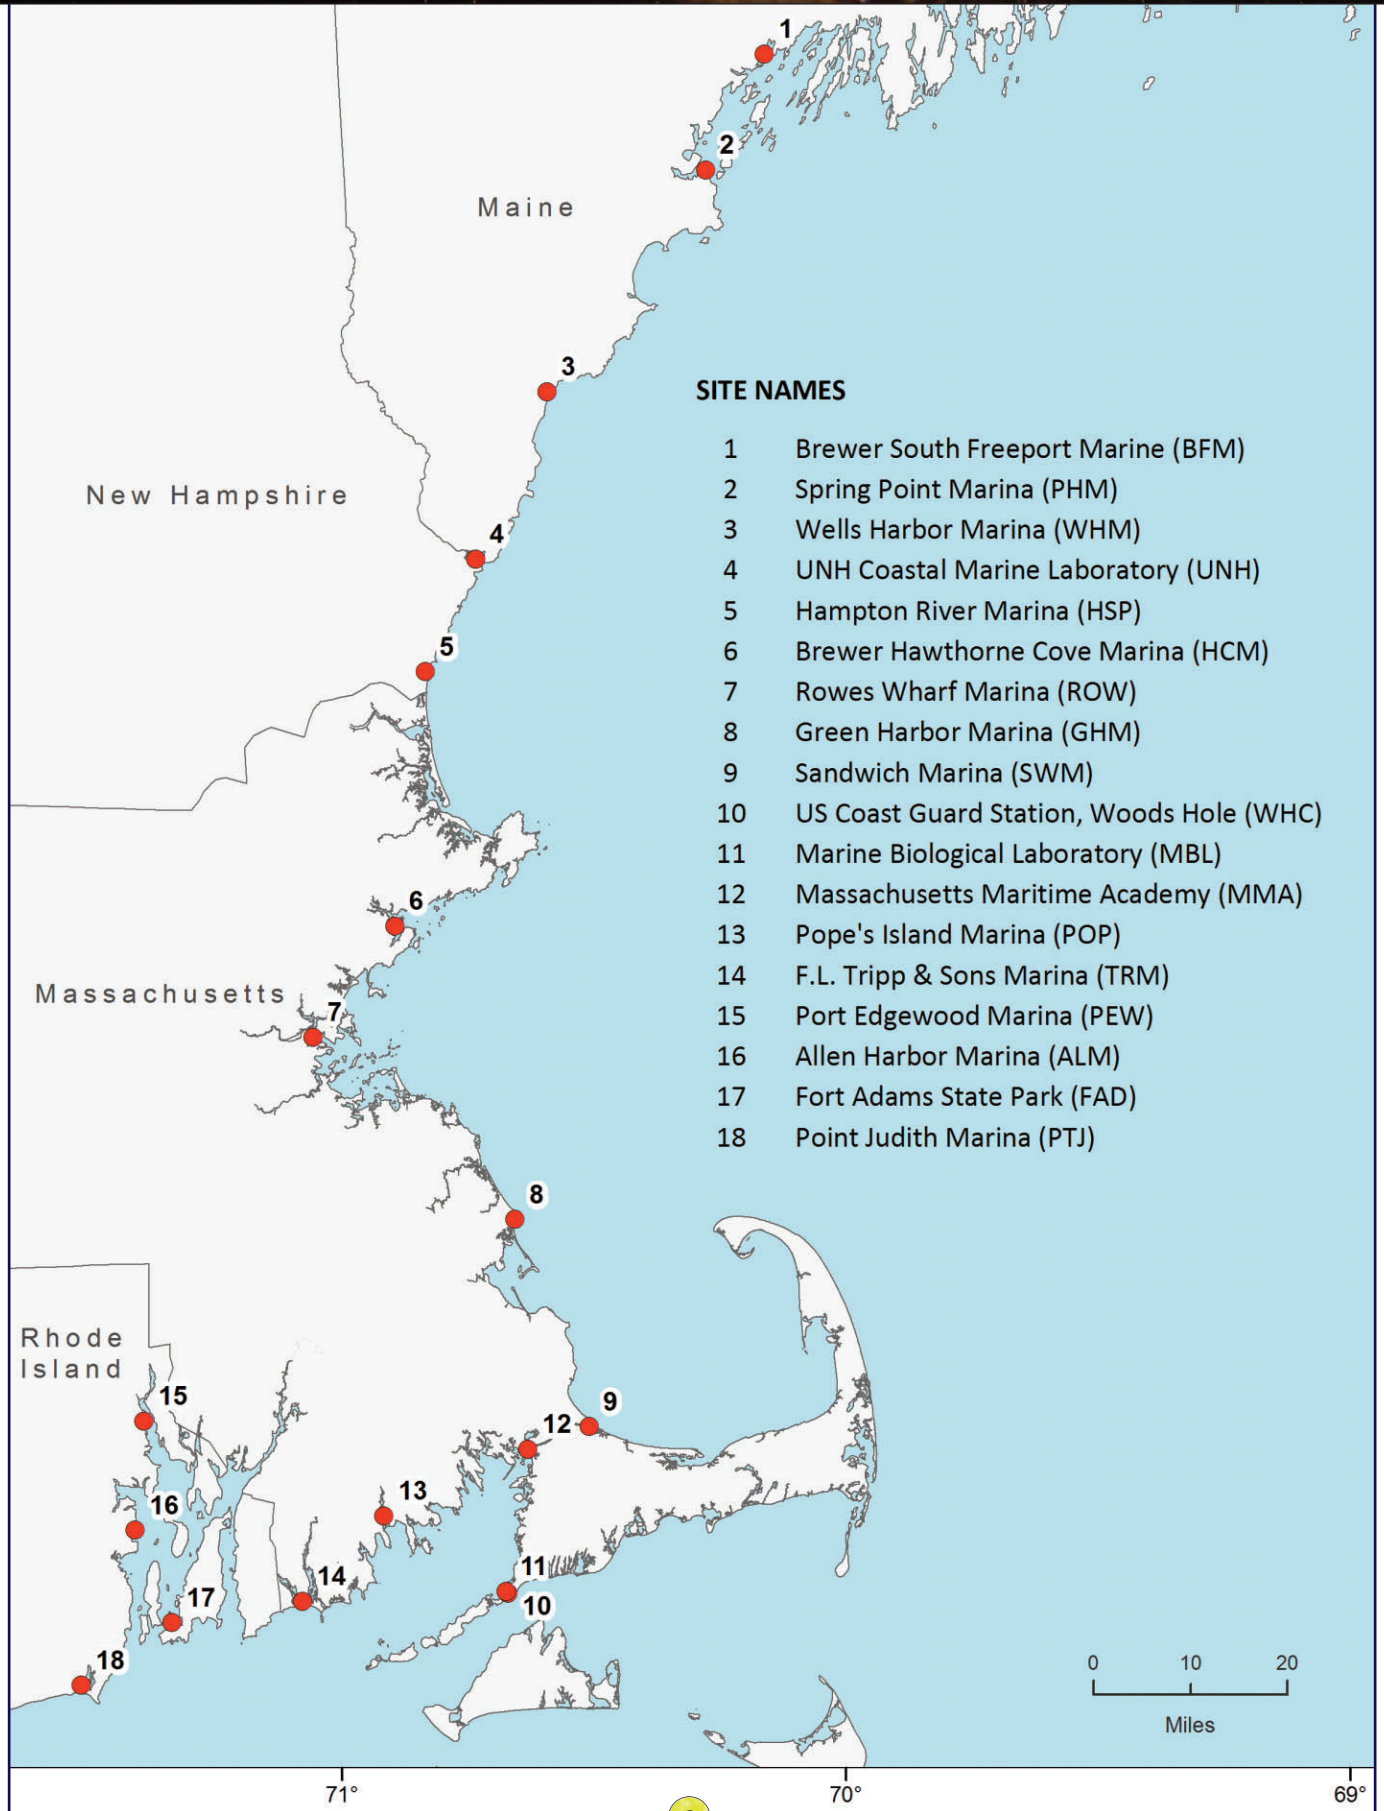 1
2
Maine
3
SITE NAMES
1 Brewer South Freeport Marine (BFM)
2 Spring Point Marina (PHM)
3 Wells Harbor Marina (WHM)
4 UNH Coastal Marine Laboratory (UNH)
5 Hampton River Marina (HSP)
6 Brewer Hawthorne Cove Marina (HCM)
7 Rowes Wharf Marina (ROW)
8 Green Harbor Marina (GHM)
9 Sandwich Marina (SWM)
10 US Coast Guard Station, Woods Hole (WHC)
11 Marine Biological Laboratory (MBL)
12 Massachusetts Maritime Academy (MMA)
13 Pope's Island Marina (POP)
14 F.L. Tripp & Sons Marina (TRM)
15 Port Edgewood Marina (PEW)
16 Allen Harbor Marina (ALM)
17 Fort Adams State Park (FAD)
18 Point Judith Marina (PTJ)
New Hampshire
4
5
6
Massachusetts
7
8
Rhode
Island
15
9
12
13
16
11
14
17
10
18
0 10 20
Miles
71° 70° 69°